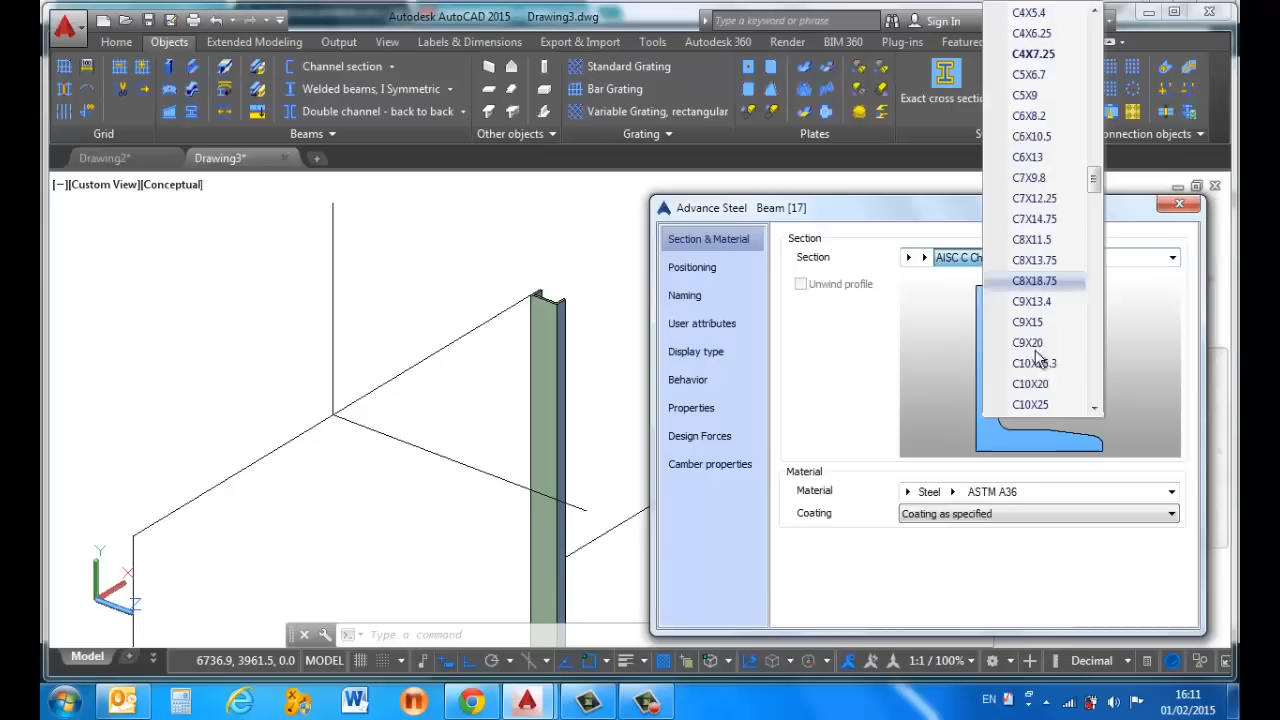 Autodesk AutoCAD 2015 Drawing3.dwg
Type a keyword or phrase
Sign In
Home Objects Extended Modeling Output View Labels & Dimensions Export & Import Tools Autodesk 360 Render BIM 360 Plug-ins Featured
Channel section
Welded beams, I Symmetric
Double channel - back to back
Standard Grating
Bar Grating
Variable Grating, rectangular
Exact cross secti
Grid Beams Other objects Grating Plates onnection objects
Drawing2* Drawing3*
[−][Custom View][Conceptual]
C4X5.4
C4X6.25
C4X7.25
C5X6.7
C5X9
C6X8.2
C6X10.5
C6X13
C7X9.8
C7X12.25
C7X14.75
C8X11.5
C8X13.75
C8X18.75
C9X13.4
C9X15
C9X20
C10X20
C10X25
Advance Steel Beam [17]
Section & Material
Positioning
Naming
User attributes
Display type
Behavior
Properties
Design Forces
Camber properties
Section
Section AISC C Ch
Unwind profile
Material
Material Steel ASTM A36
Coating Coating as specified
Y
X
Z
Type a command
Model
6736.9, 3961.5, 0.0 MODEL 1:1 / 100% Decimal
EN 16:11
01/02/2015